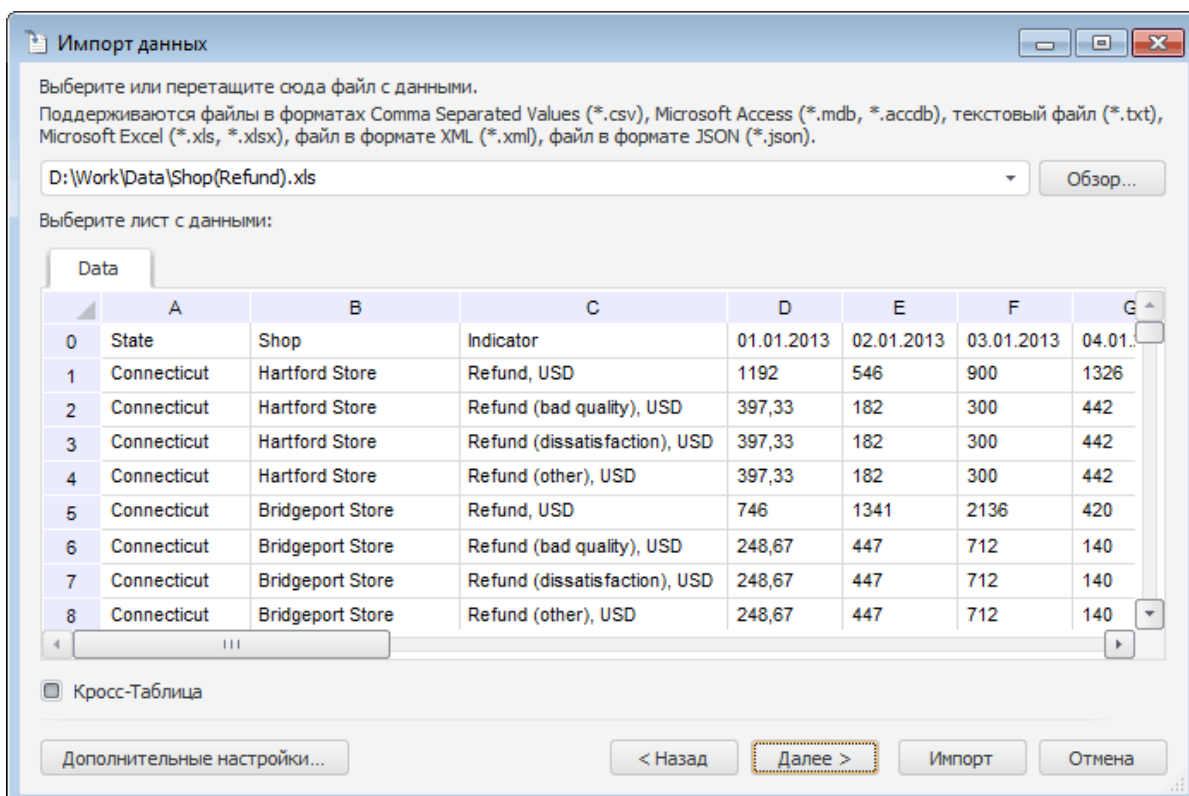 Импорт данных
Выберите или перетащите сюда файл с данными.
Поддерживаются файлы в форматах Comma Separated Values (*.csv), Microsoft Access (*.mdb, *.accdb), текстовый файл (*.txt),
Microsoft Excel (*.xls, *.xlsx), файл в формате XML (*.xml), файл в формате JSON (*.json).
D:\Work\Data\Shop(Refund).xls Обзор...
Выберите лист с данными:
Data
A B C D E F G
0 State Shop Indicator 01.01.2013 02.01.2013 03.01.2013 04.01.
1 Connecticut Hartford Store Refund, USD 1192 546 900 1326
2 Connecticut Hartford Store Refund (bad quality), USD 397,33 182 300 442
3 Connecticut Hartford Store Refund (dissatisfaction), USD 397,33 182 300 442
4 Connecticut Hartford Store Refund (other), USD 397,33 182 300 442
5 Connecticut Bridgeport Store Refund, USD 746 1341 2136 420
6 Connecticut Bridgeport Store Refund (bad quality), USD 248,67 447 712 140
7 Connecticut Bridgeport Store Refund (dissatisfaction), USD 248,67 447 712 140
8 Connecticut Bridgeport Store Refund (other), USD 248,67 447 712 140
Кросс-Таблица
Дополнительные настройки... < Назад Далее > Импорт Отмена